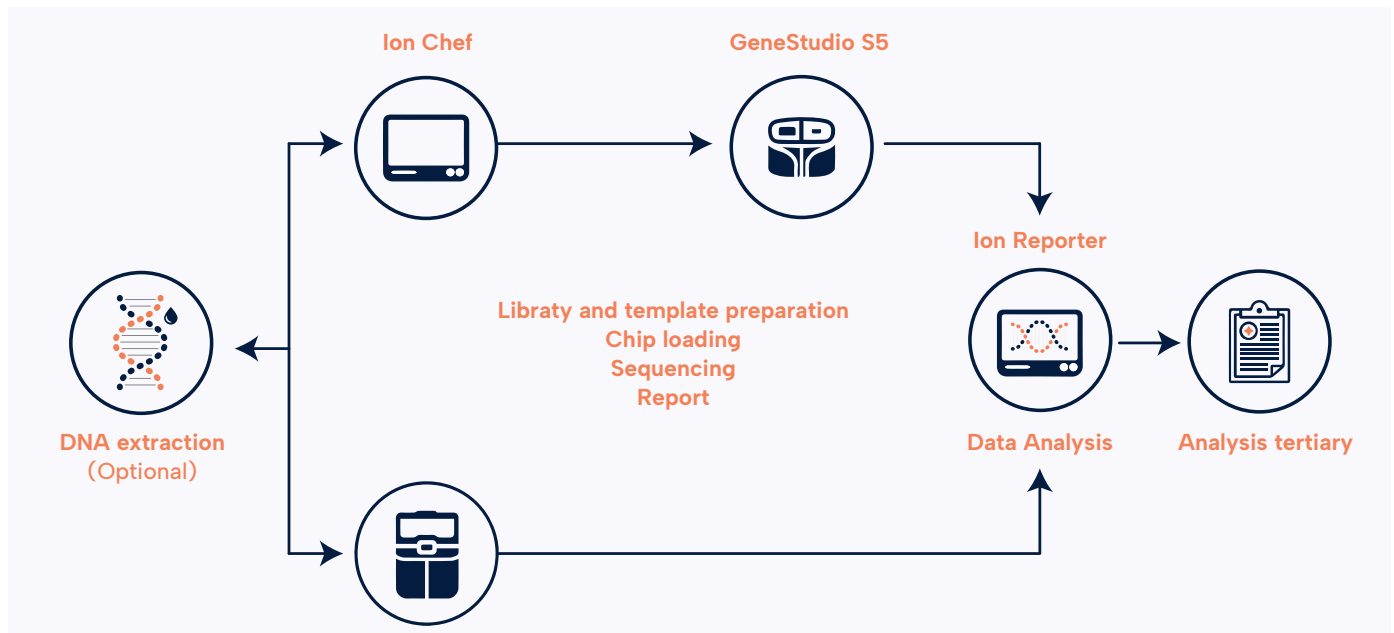 Ion Chef
GeneStudio S5
Ion Reporter
Libraty and template preparation
Chip loading
Sequencing
Report
DNA extraction
(Optional)
Data Analysis
Analysis tertiary